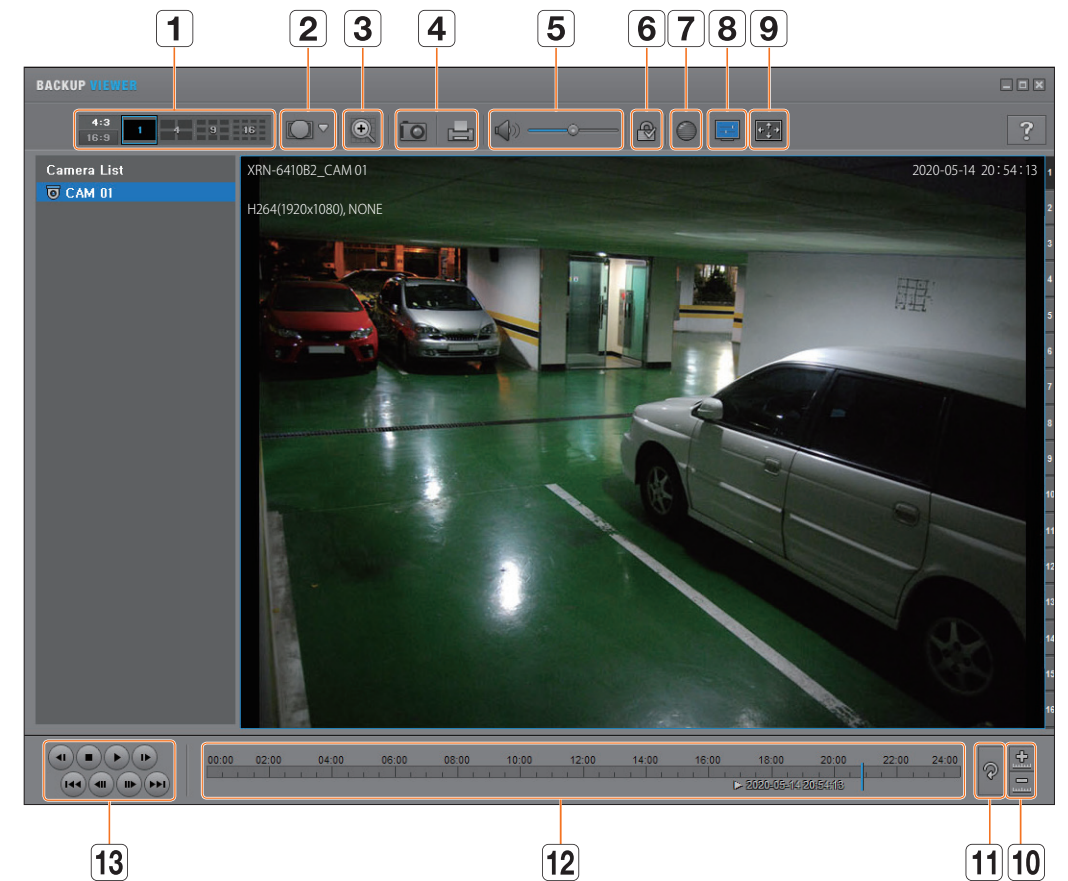 1 2 3 4 5 6 7 8 9
BACKUP VIEWER
4:3
16:9
1 4 9 16
?
Camera List
CAM 01
XRN-6410B2_CAM 01
2020-05-14 20:54:13
H264(1920x1080), NONE
1
2
3
4
5
6
7
8
9
10
11
12
13
14
15
16
00:00 02:00 04:00 06:00 08:00 10:00 12:00 14:00 16:00 18:00 20:00 22:00 24:00
2020-05-14 20:54:13
13 12 11 10